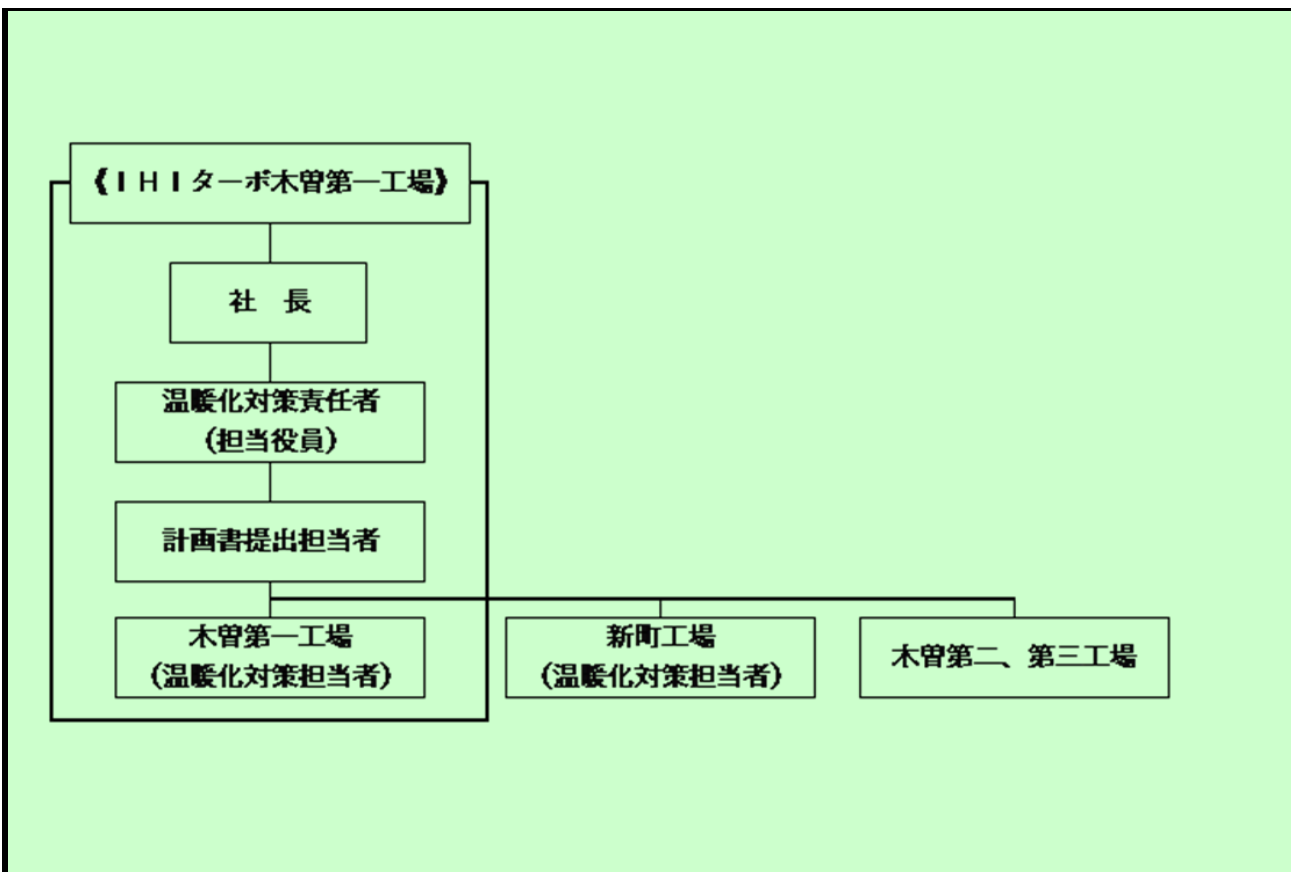 《ＩＨＩターボ木曽第一工場》
社　長
温暖化対策責任者
(担当役員)
計画書提出担当者
木曽第一工場
(温暖化対策担当者)
新町工場
(温暖化対策担当者)
木曽第二、第三工場